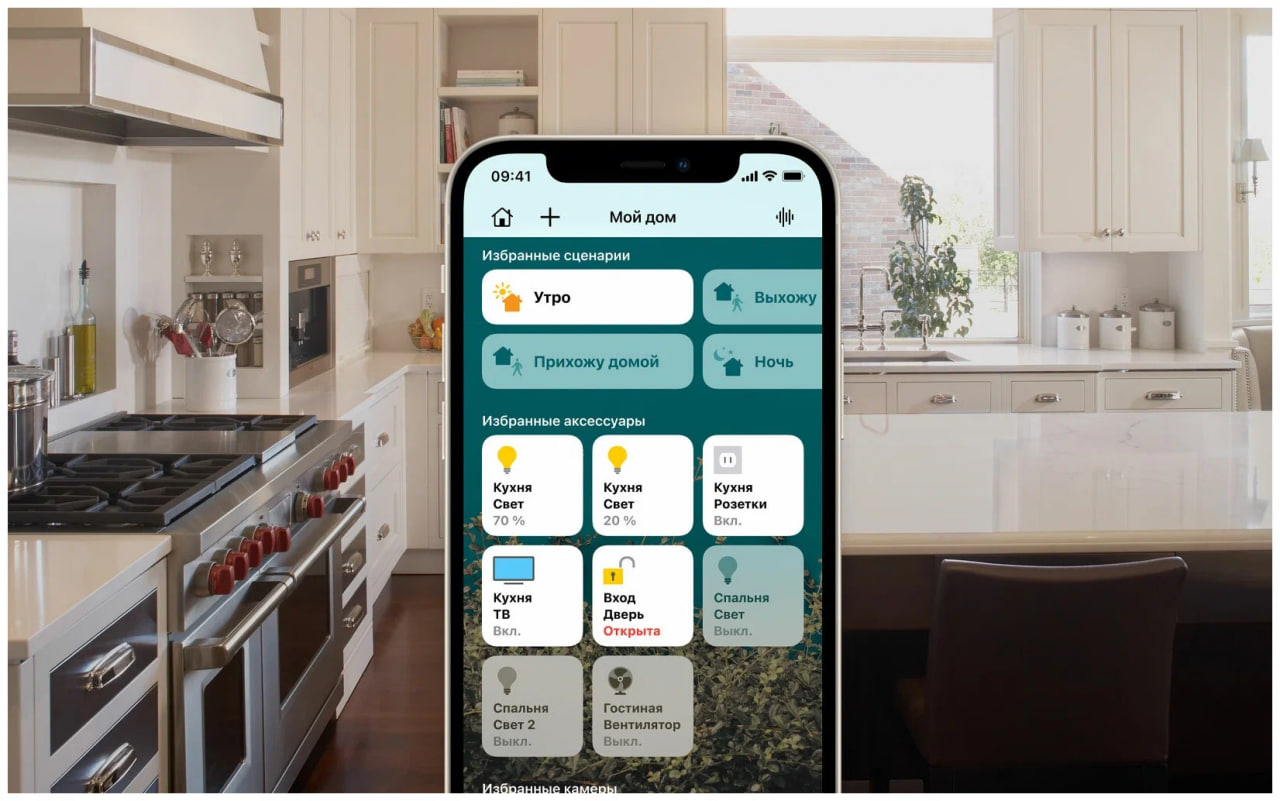 09:41
Мой дом
Избранные сценарии
Утро
Выхожу
Прихожу домой
Ночь
Избранные аксессуары
Кухня
Свет
70 %
Кухня
Свет
20 %
Кухня
Розетки
Вкл.
Кухня
ТВ
Вкл.
Вход
Дверь
Открыта
Спальня
Свет
Выкл.
Спальня
Свет 2
Выкл.
Гостиная
Вентилятор
Выкл.
Избранные камеры